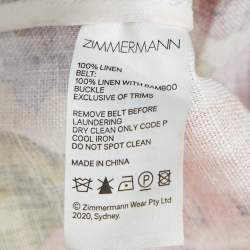 ZIMMERMANN
100% LINEN
BELT:
100% LINEN WITH BAMBOO
BUCKLE
EXCLUSIVE OF TRIMS
REMOVE BELT BEFORE
LAUNDERING
DRY CLEAN ONLY CODE P
COOL IRON
DO NOT SPOT CLEAN
MADE IN CHINA
© Zimmermann Wear Pty Ltd
2020, Sydney.